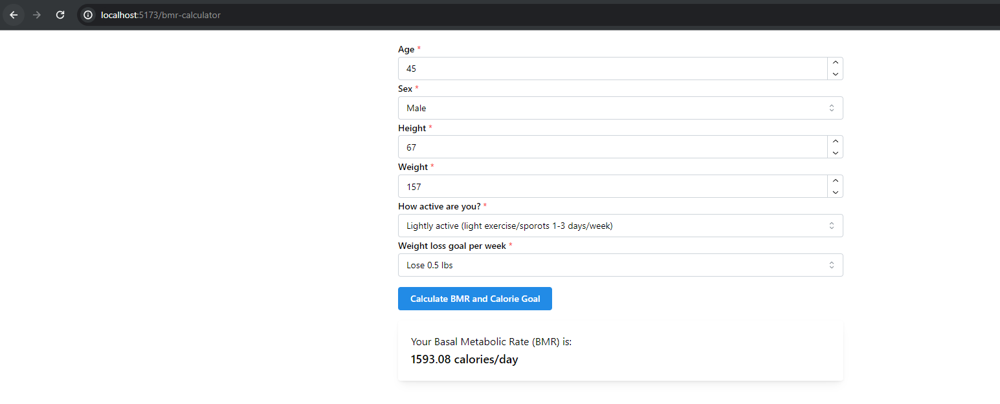 localhost:5173/bmr-calculator
Age *
45
Sex *
Male
Height *
67
Weight *
157
How active are you? *
Lightly active (light exercise/sporots 1-3 days/week)
Weight loss goal per week *
Lose 0.5 lbs
Calculate BMR and Calorie Goal
Your Basal Metabolic Rate (BMR) is:
1593.08 calories/day